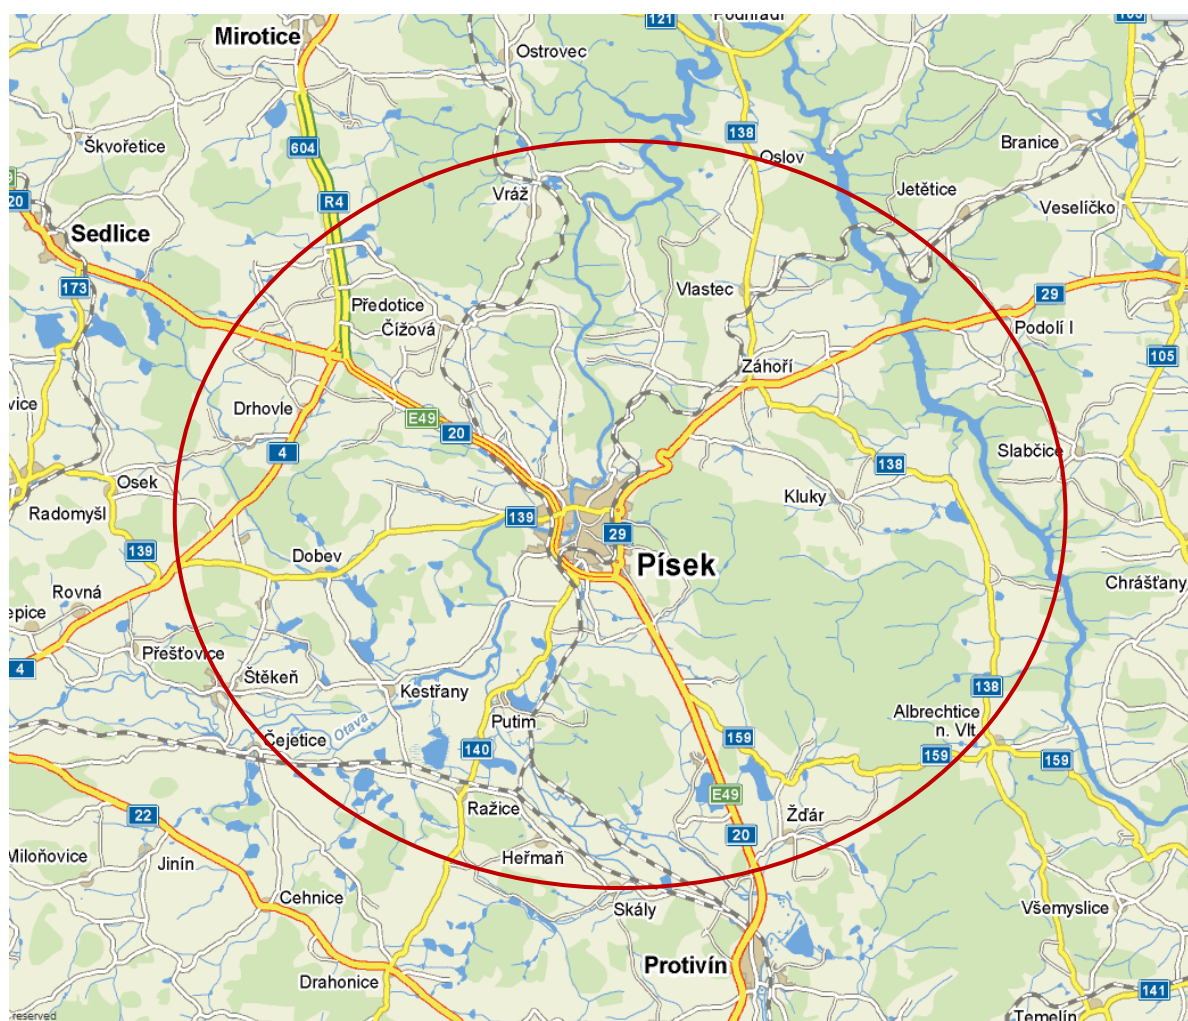 121
Podhradí
105
Mirotice
Ostrovec
138
Branice
Škvořetice
604
Oslov
Jetětice
Vráž
R4
20
Veselíčko
Sedlice
173
Vlastec
29
Předotice
Čížová
Podolí I
105
Záhoří
Drhovle
E49
20
4
138
Slabčice
Osek
Kluky
Radomyšl
139
29
139
Dobev
Písek
Chrášťany
Rovná
epice
Přešťovice
4
Štěkeň
138
Kestřany
Albrechtice
n. Vlt.
Putim
Otava
Čejetice
159
140
159
159
E49
Ražice
22
Žďár
20
Miloňovice
Jinín
Heřmaň
Cehnice
Skály
Všemyslice
Protivín
Drahonice
141
reserved
Temelín